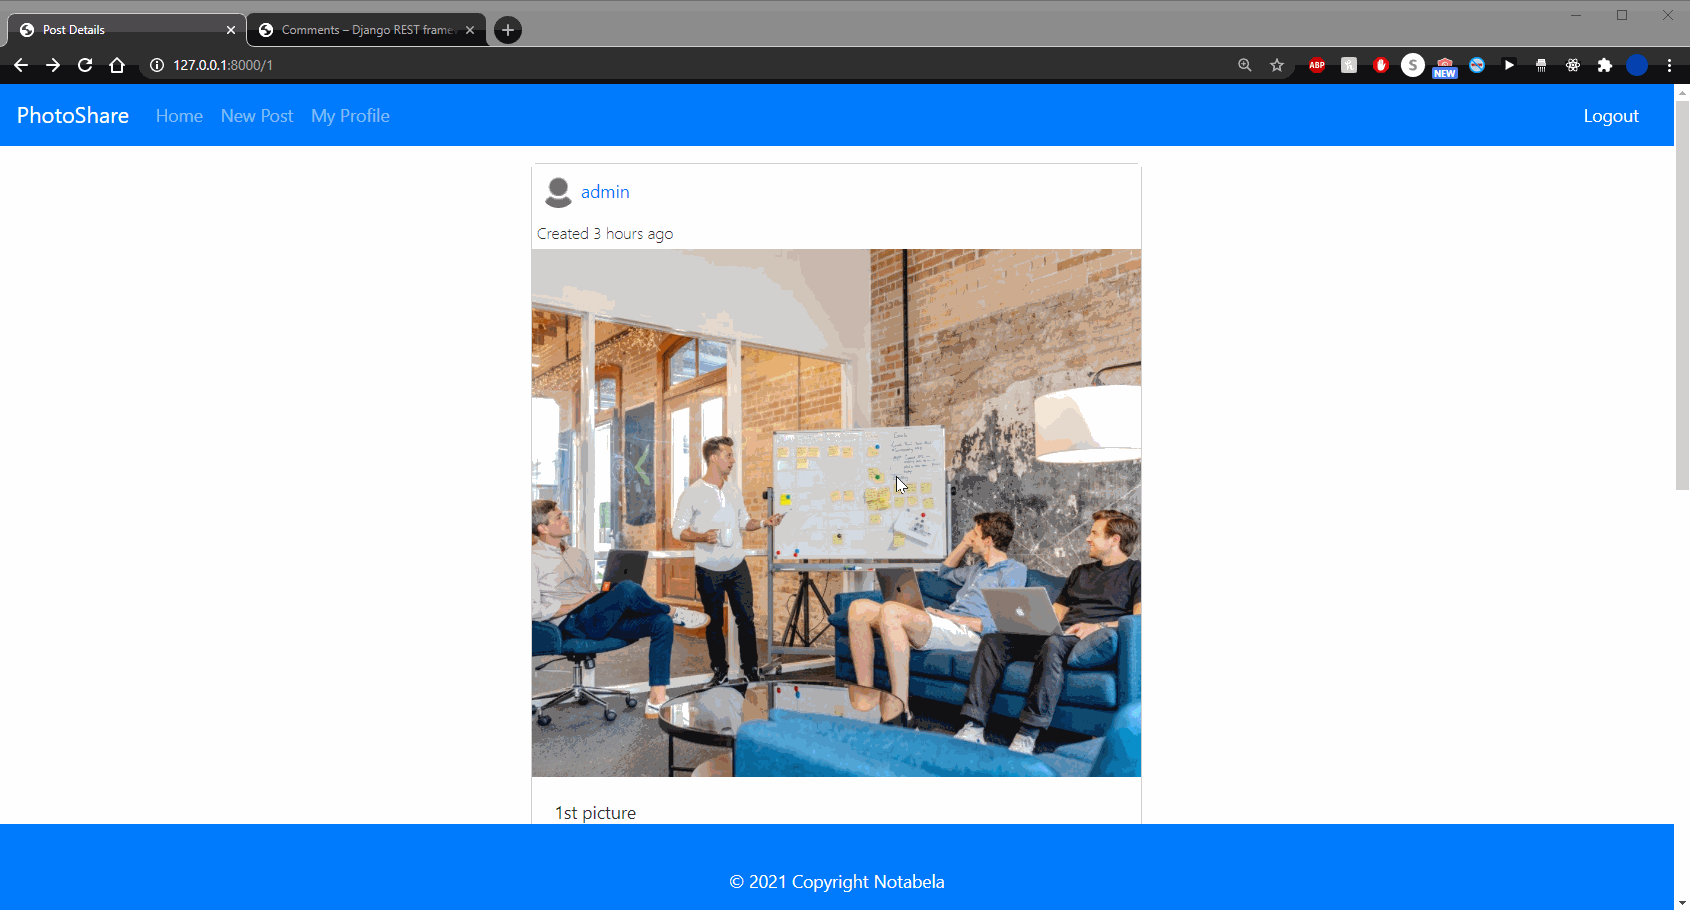 Post Details
Comments – Django REST frame
127.0.0.1:8000/1
ABP
S
NEW
PhotoShare Home New Post My Profile Logout
admin
Created 3 hours ago
1st picture
© 2021 Copyright Notabela